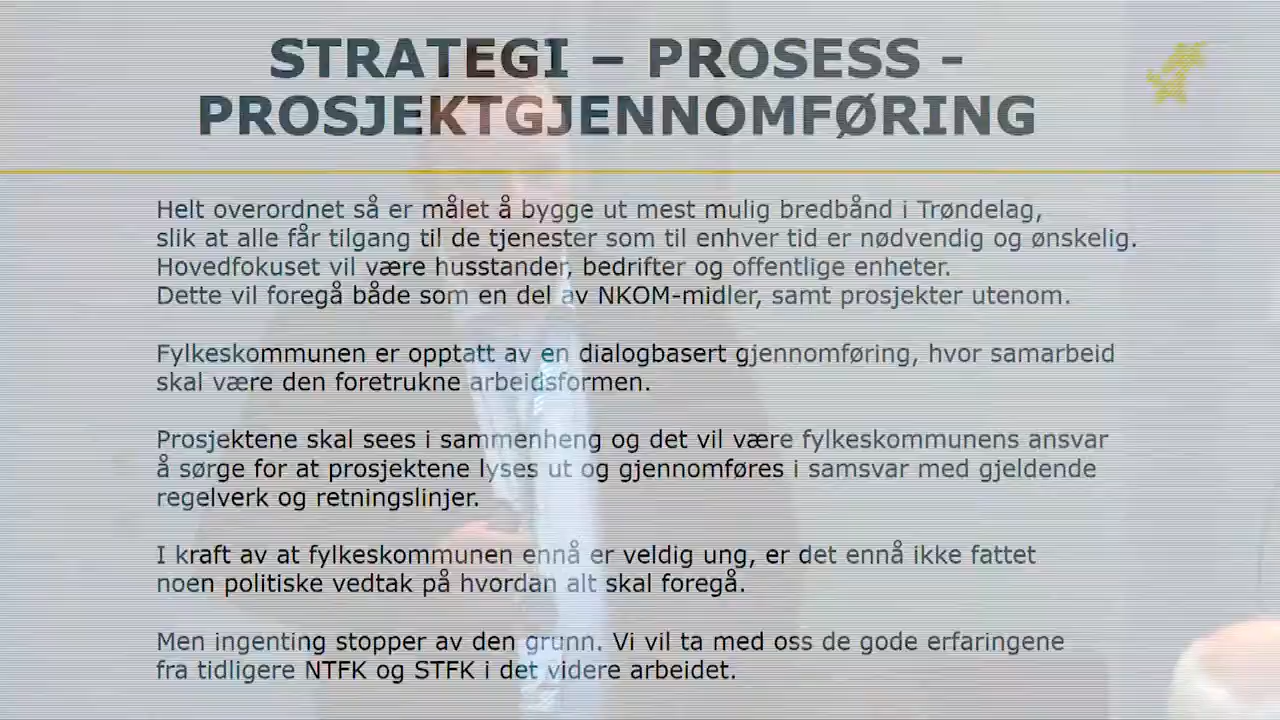 STRATEGI – PROSESS -
PROSJEKTGJENNOMFØRING
Helt overordnet så er målet å bygge ut mest mulig bredbånd i Trøndelag,
slik at alle får tilgang til de tjenester som til enhver tid er nødvendig og ønskelig.
Hovedfokuset vil være husstander, bedrifter og offentlige enheter.
Dette vil foregå både som en del av NKOM-midler, samt prosjekter utenom.
Fylkeskommunen er opptatt av en dialogbasert gjennomføring, hvor samarbeid
skal være den foretrukne arbeidsformen.
Prosjektene skal sees i sammenheng og det vil være fylkeskommunens ansvar
å sørge for at prosjektene lyses ut og gjennomføres i samsvar med gjeldende
regelverk og retningslinjer.
I kraft av at fylkeskommunen ennå er veldig ung, er det ennå ikke fattet
noen politiske vedtak på hvordan alt skal foregå.
Men ingenting stopper av den grunn. Vi vil ta med oss de gode erfaringene
fra tidligere NTFK og STFK i det videre arbeidet.